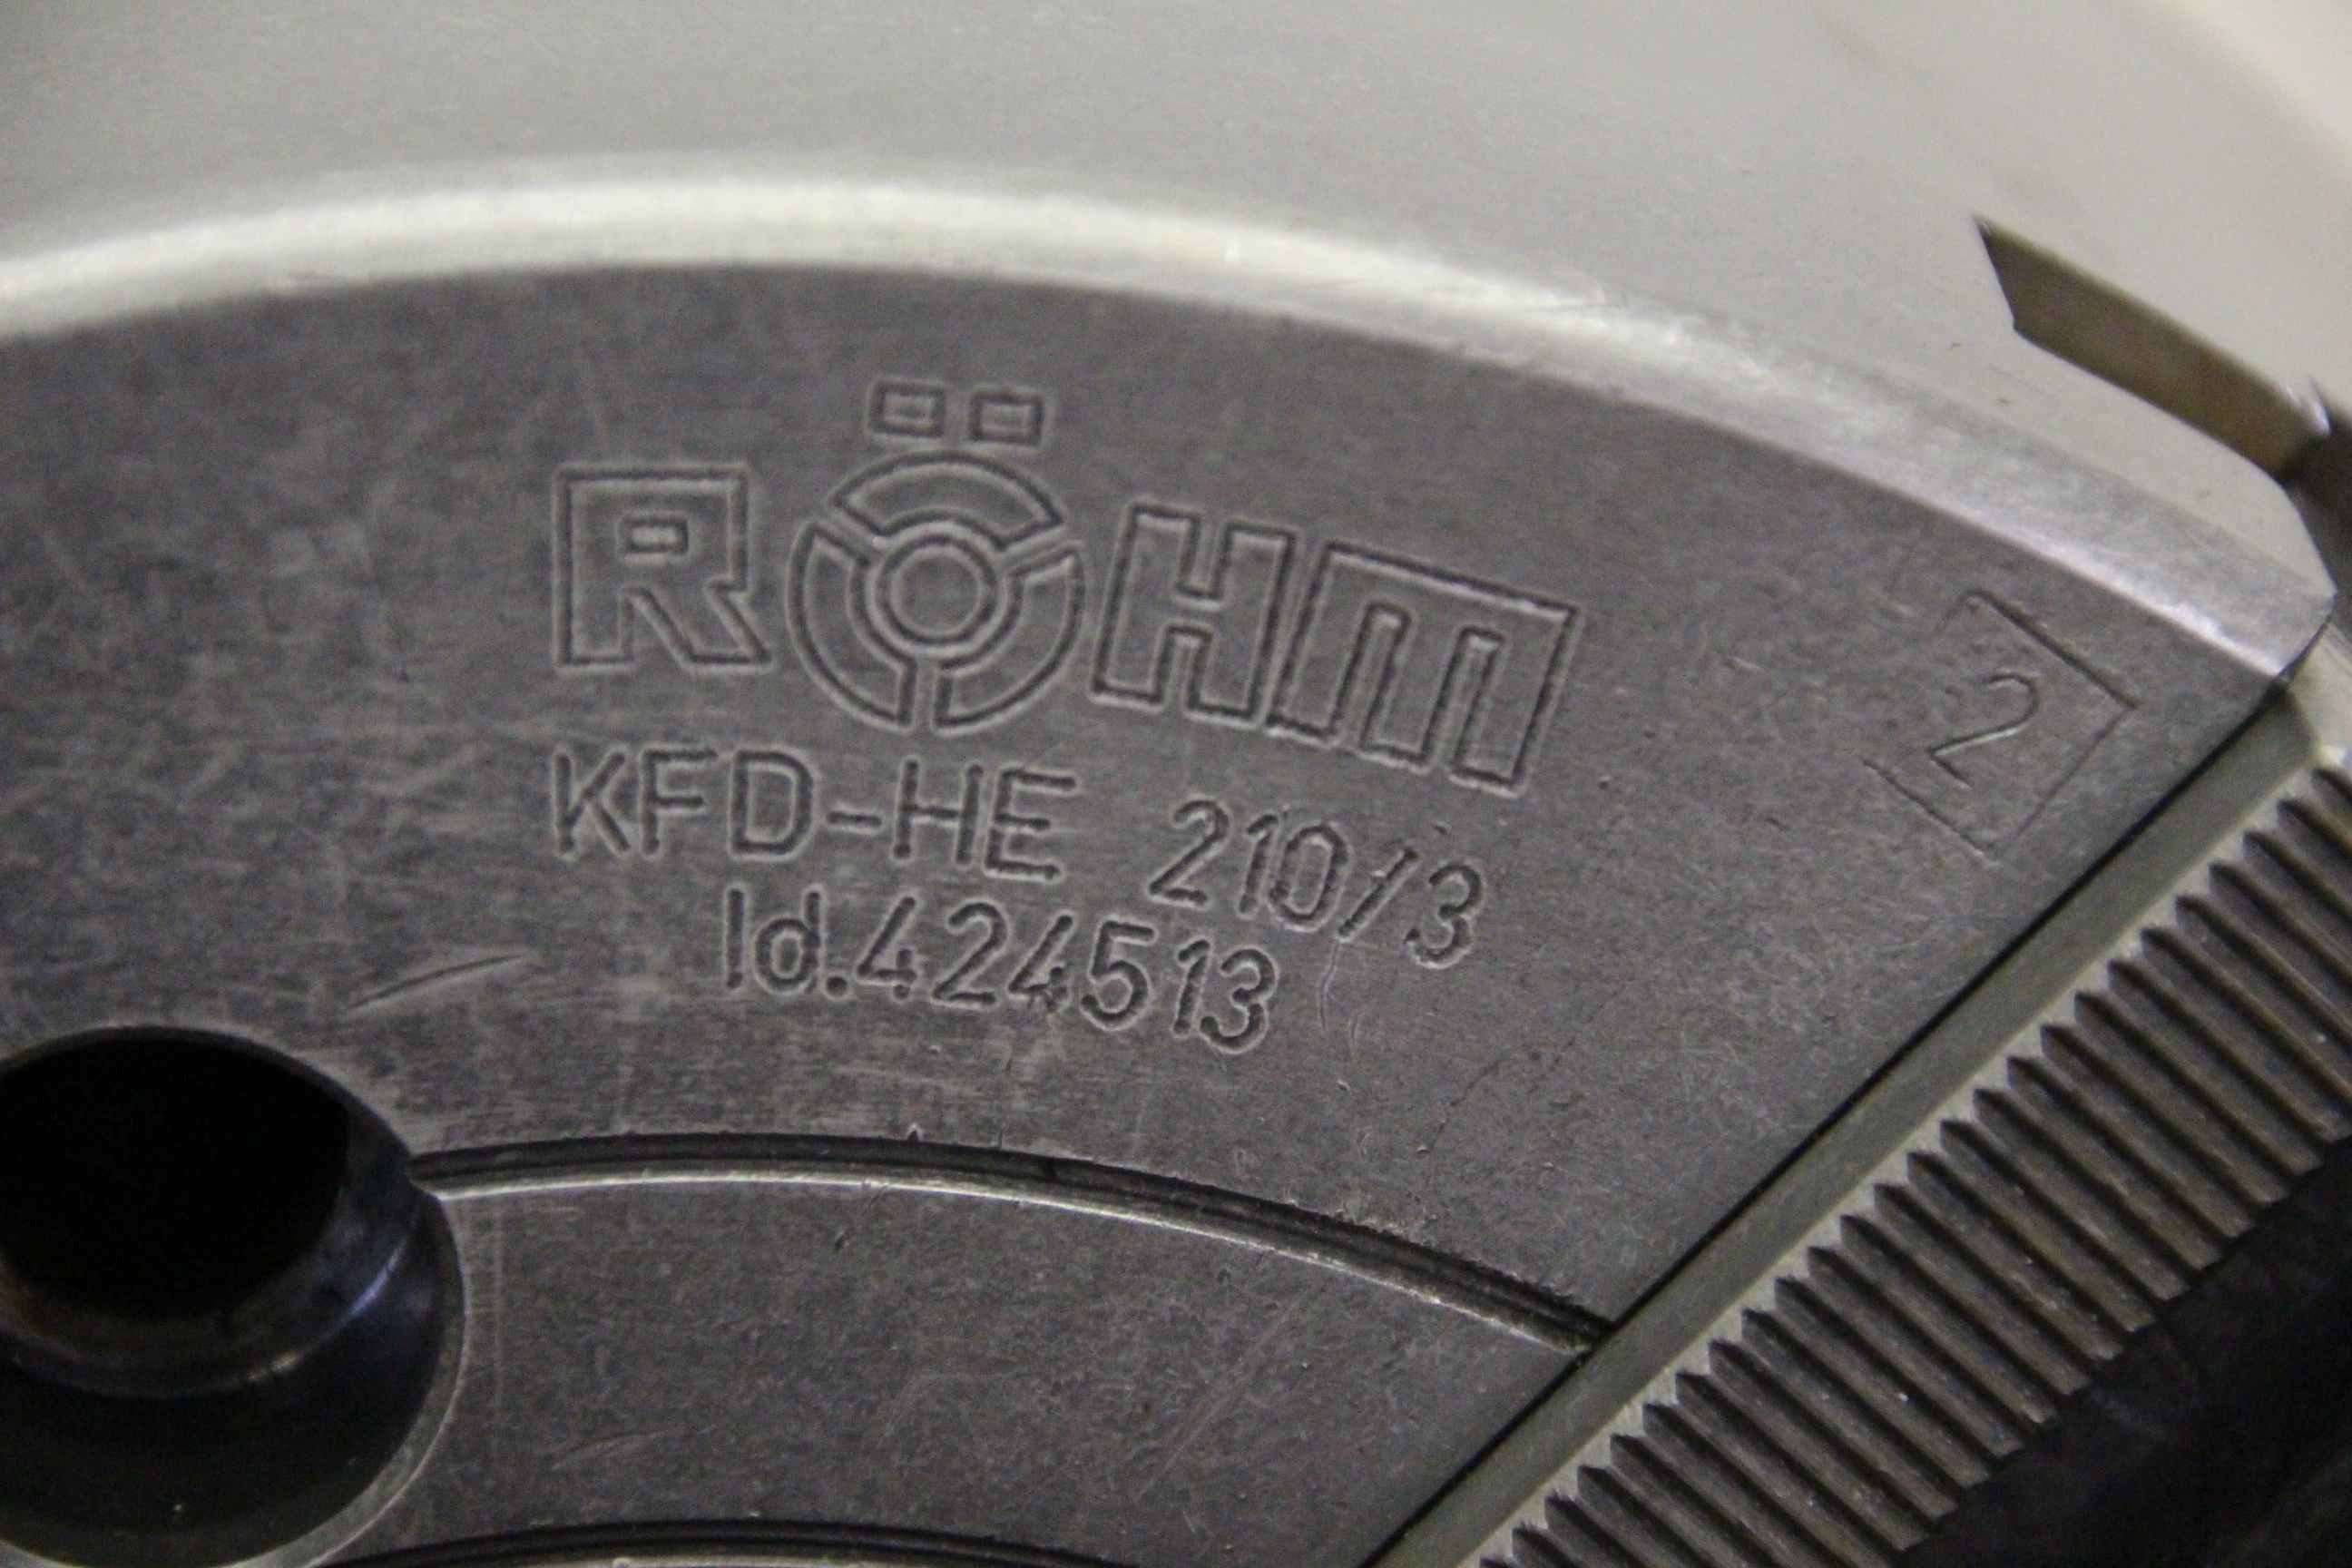 RÖHM
KFD-HE 210/3
Id.424513
2